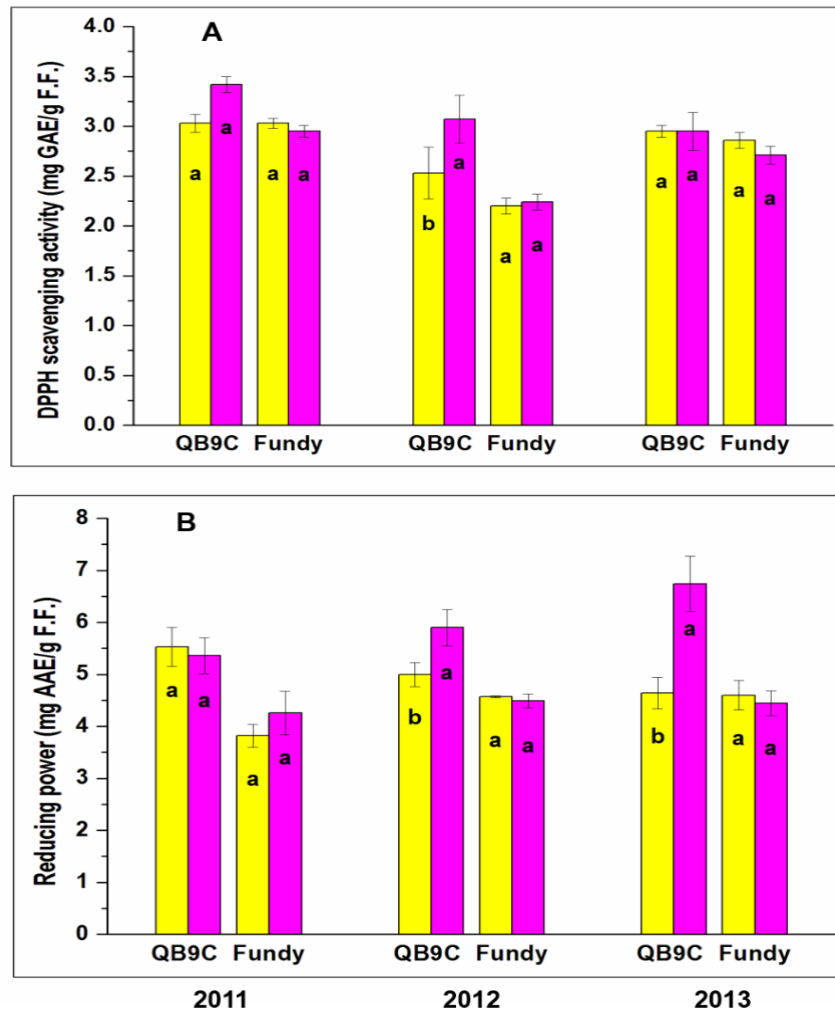 A
DPPH scavenging activity (mg GAE/g F.F.)
4.0
3.5
3.0
2.5
2.0
1.5
1.0
0.5
0.0
a a a a b a a a a a a a
QB9C Fundy QB9C Fundy QB9C Fundy
B
Reducing power (mg AAE/g F.F.)
8
7
6
5
4
3
2
1
0
a a a a b a a a b a a a
QB9C Fundy QB9C Fundy QB9C Fundy
2011 2012 2013